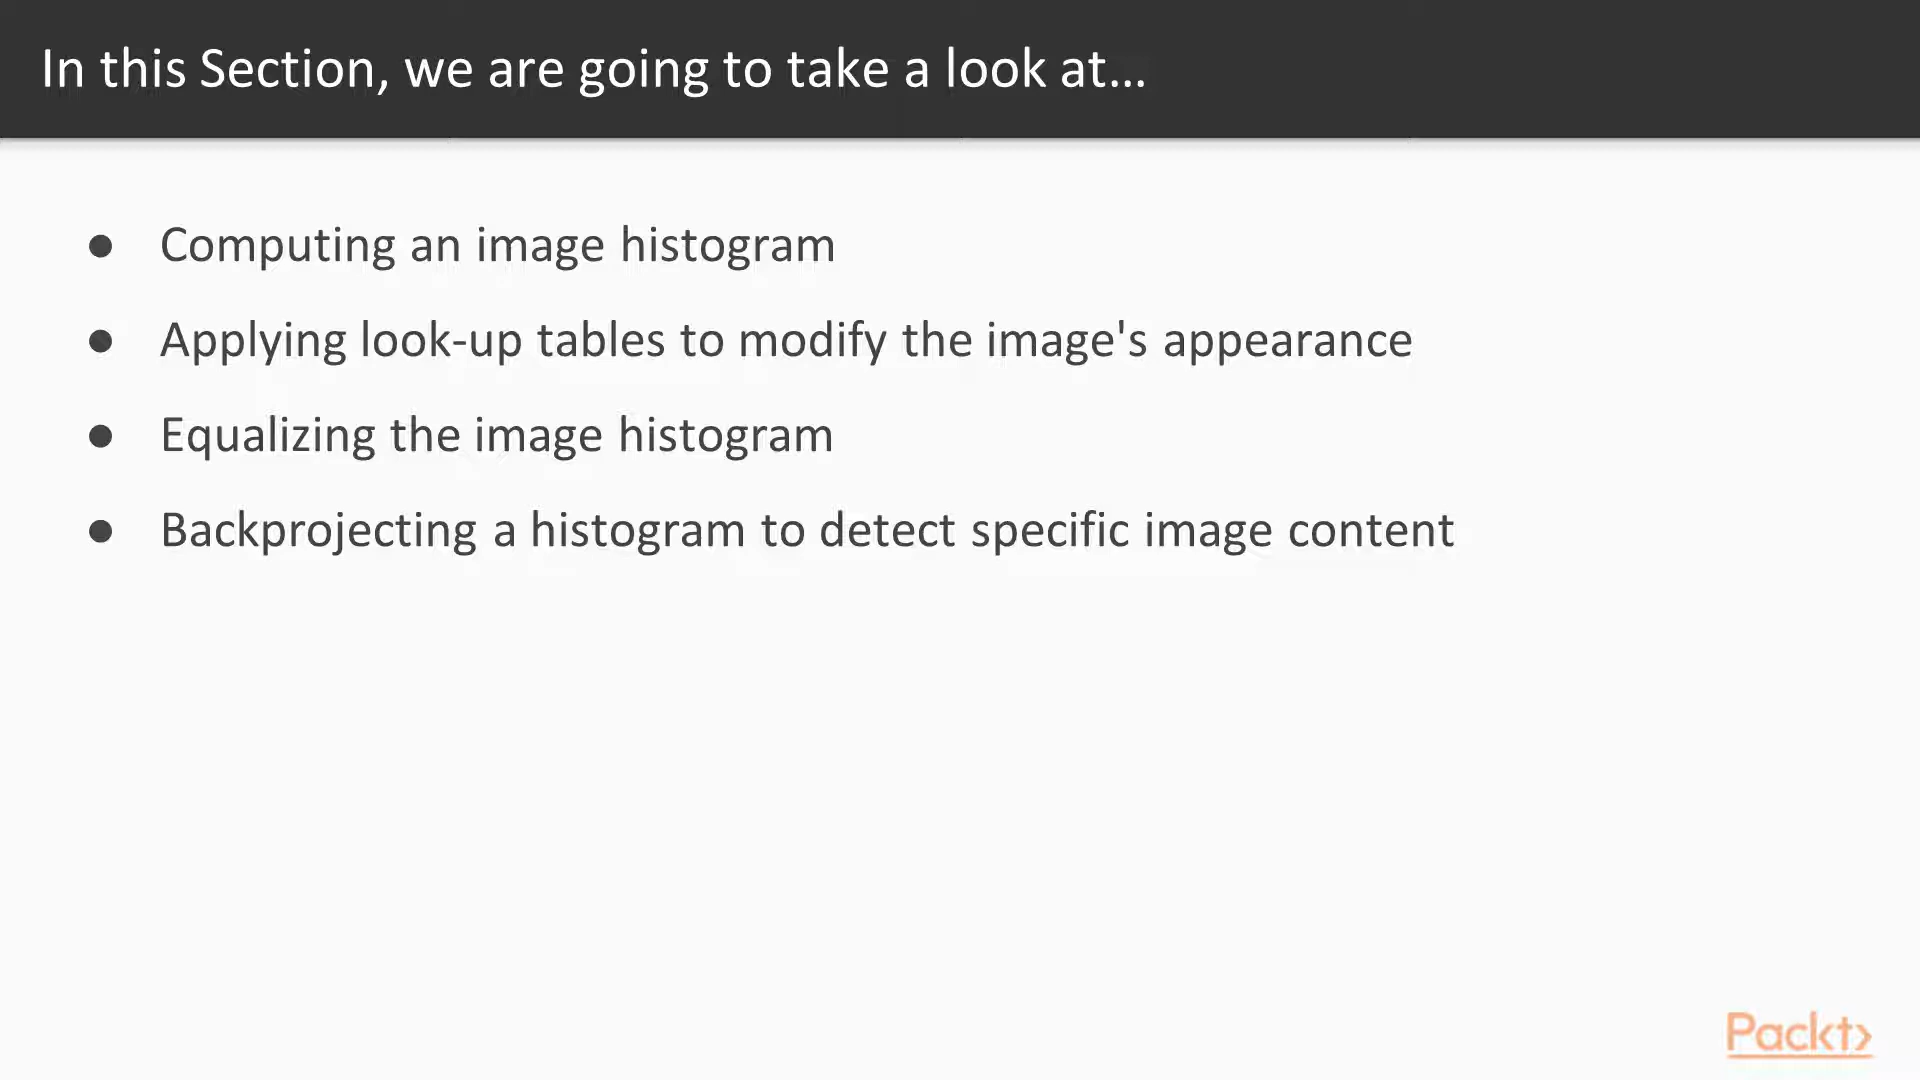 In this Section, we are going to take a look at...
● Computing an image histogram
● Applying look-up tables to modify the image's appearance
● Equalizing the image histogram
● Backprojecting a histogram to detect specific image content
Packt>